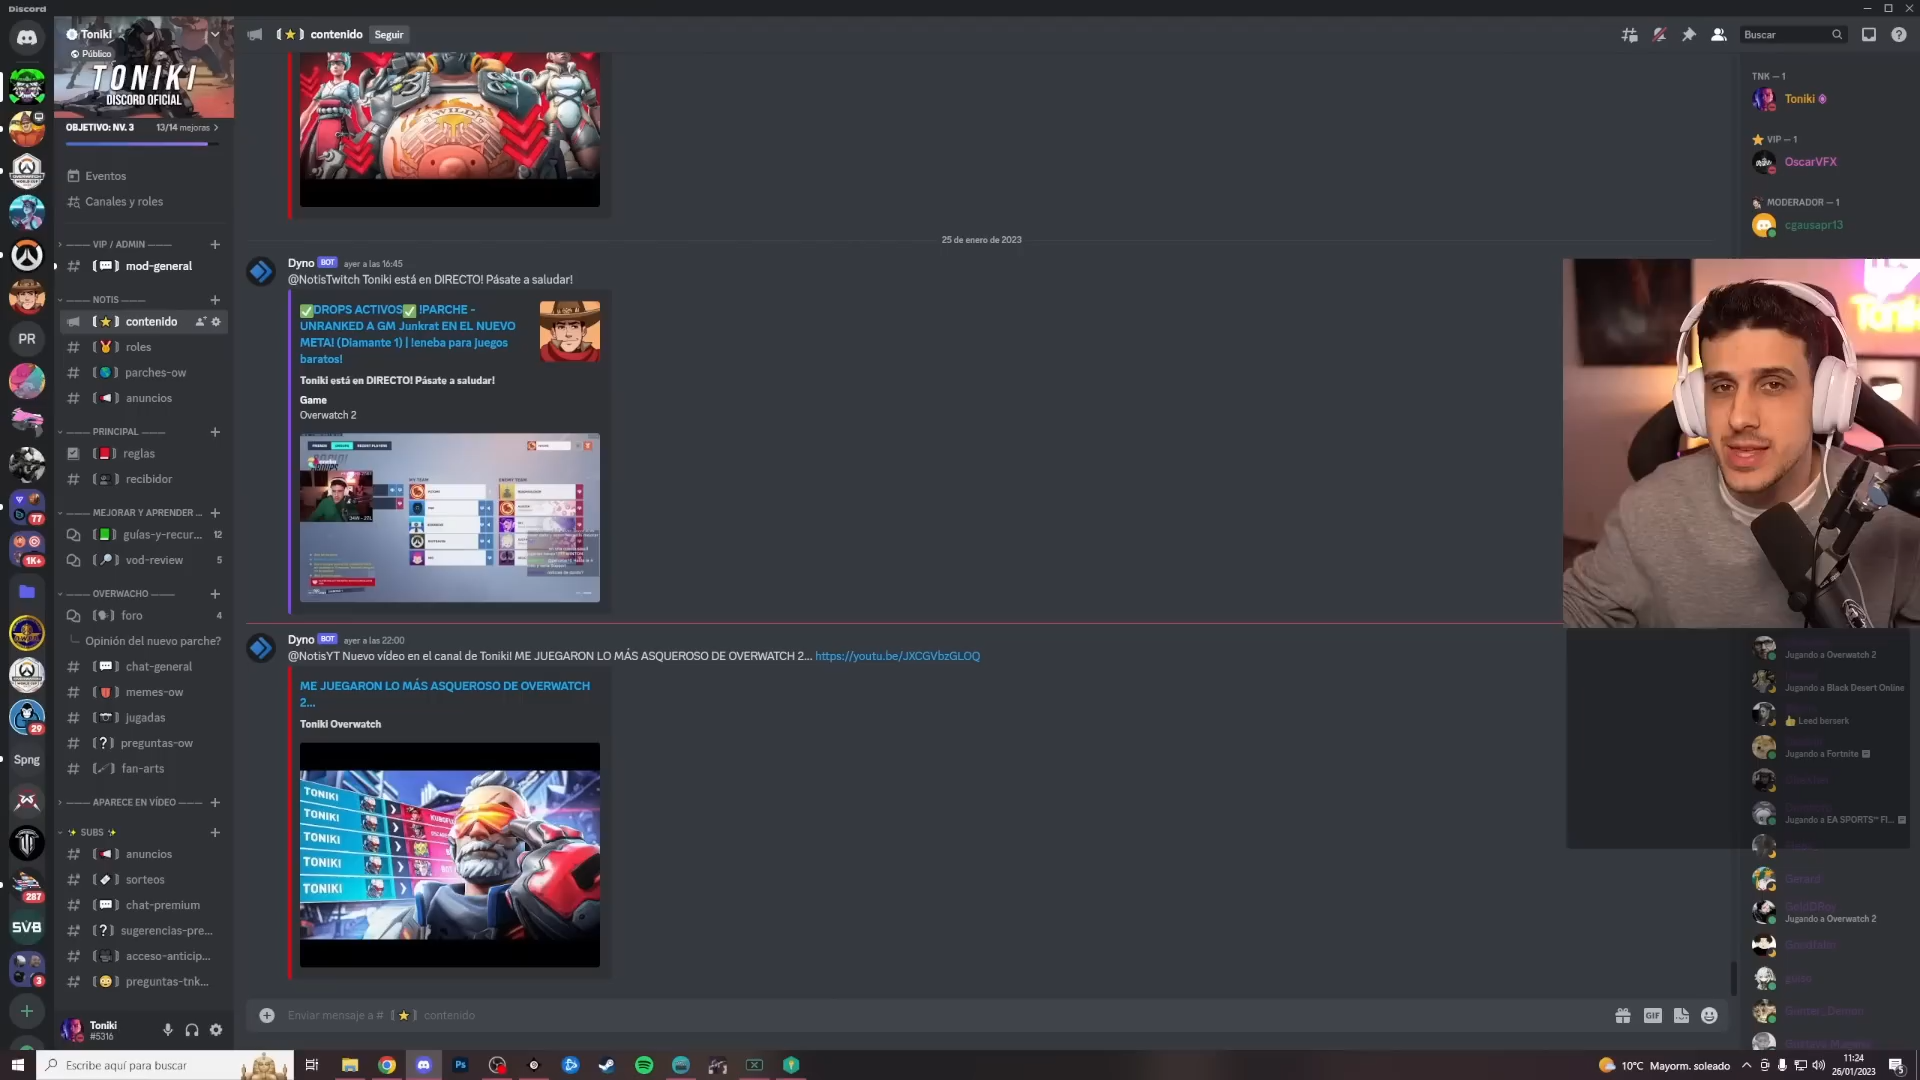 Discord
Toniki
Público
TONIKI
DISCORD OFICIAL
OBJETIVO: NV. 3 13/14 mejoras
Eventos
Canales y roles
VIP / ADMIN
mod-general
NOTIS
contenido
roles
parches-ow
anuncios
PRINCIPAL
reglas
recibidor
MEJORAR Y APRENDER ...
guías-y-recur... 12
vod-review 5
OVERWACHO
foro 4
Opinión del nuevo parche?
chat-general
memes-ow
jugadas
preguntas-ow
fan-arts
APARECE EN VÍDEO
✨ SUBS ✨
anuncios
sorteos
chat-premium
sugerencias-pre...
acceso-anticip...
preguntas-tnk...
Toniki
#5316
PR
77
1K+
29
Spng
287
SV8
3
contenido Seguir
Buscar
25 de enero de 2023
Dyno BOT ayer a las 16:45
@NotisTwitch Toniki está en DIRECTO! Pásate a saludar!
✅DROPS ACTIVOS✅ !PARCHE -
UNRANKED A GM Junkrat EN EL NUEVO
META! (Diamante 1) | !eneba para juegos
baratos!
Toniki está en DIRECTO! Pásate a saludar!
Game
Overwatch 2
Dyno BOT ayer a las 22:00
@NotisYT Nuevo vídeo en el canal de Toniki! ME JUEGARON LO MÁS ASQUEROSO DE OVERWATCH 2... https://youtu.be/JXCGVbzGLOQ
ME JUEGARON LO MÁS ASQUEROSO DE OVERWATCH
2...
Toniki Overwatch
TONIKI
TONIKI
TONIKI
TONIKI
TONIKI
Enviar mensaje a # contenido
GIF
TNK — 1
Toniki
VIP — 1
OscarVFX
MODERADOR — 1
cgausapr13
Jugando a Overwatch 2
Jugando a Black Desert Online
👍 Leed berserk
Jugando a Fortnite
Jugando a EA SPORTS™ FI...
Gerard
Jugando a Overwatch 2
Gunter_Demon
Escribe aquí para buscar
Ps
10°C Mayorm. soleado
11:24
26/01/2023
5